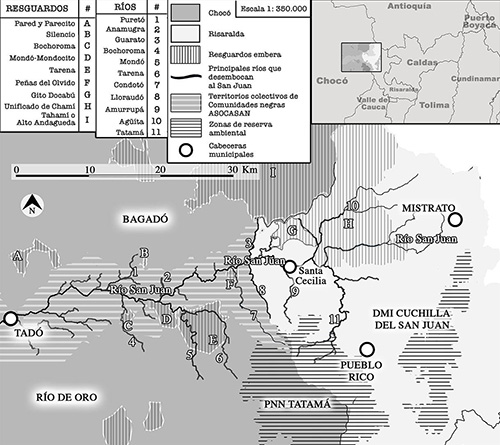 RESGUARDOS #
Pared y Parecito A
Silencio B
Bochoroma C
Mondó-Mondocito D
Tarena E
Peñas del Olvido F
Gito Docabú G
Unificado de Chamí H
Tahamí o
Alto Andagueda I
RÍOS #
Puretó 1
Anamugra 2
Guarato 3
Bochoroma 4
Mondó 5
Tarena 6
Condotó 7
Lloraudó 8
Amurrupá 9
Agüita 10
Tatamá 11
Chocó
Risaralda
Resguardos embera
Principales ríos que
desembocan
al San Juan
Territorios colectivos de
Comunidades negras
ASOCASAN
Zonas de reserva
ambiental
Cabeceras
municipales
Escala 1: 350.000
Antioquia
Puerto
Boyacá
Caldas
Chocó
Cundinamar
Risaralda
Valle del
Cauca
Tolima
0 10 20 30 Km
N
I
BAGADÓ
MISTRATO
10
H
G
Río San Juan
3
Río San Juan
A
B
Santa
Cecilia
1
2
F
Río San Juan
8
9
TADÓ
C
D
7
11
DMI CUCHILLA
DEL SAN JUAN
4
E
5
6
PUEBLO
RICO
RÍO DE ORO
PNN TATAMÁ